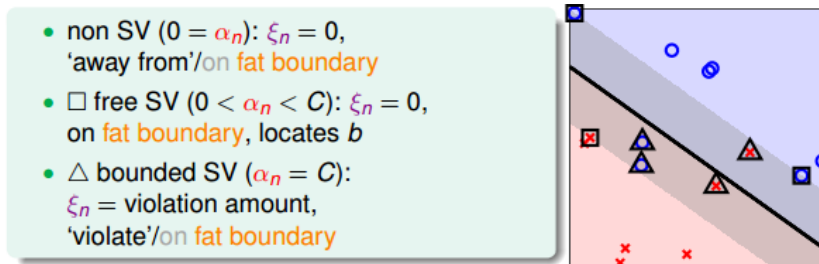 • non SV (0 = αₙ): ξₙ = 0,
‘away from’/on fat boundary
• □ free SV (0 < αₙ < C): ξₙ = 0,
on fat boundary, locates b
• △ bounded SV (αₙ = C):
ξₙ = violation amount,
‘violate’/on fat boundary